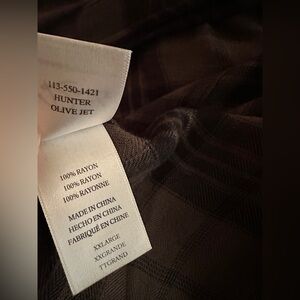 113-550-1421
HUNTER
OLIVE JET
100% RAYON
100% RAYON
100% RAYONNE
MADE IN CHINA
HECHO EN CHINA
FABRIQUÉ EN CHINE
XXLARGE
XXGRANDE
TTGRAND